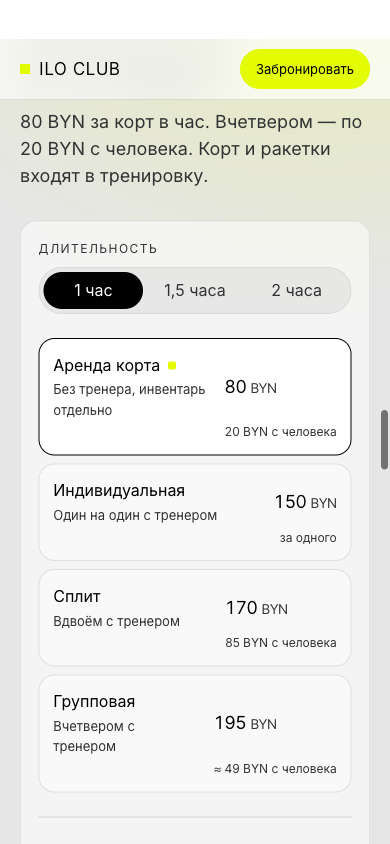 ILO CLUB
Забронировать
80 BYN за корт в час. Вчетвером — по
20 BYN с человека. Корт и ракетки
входят в тренировку.
ДЛИТЕЛЬНОСТЬ
1 час
1,5 часа
2 часа
Аренда корта
Без тренера, инвентарь
отдельно
80 BYN
20 BYN с человека
Индивидуальная
Один на один с тренером
150 BYN
за одного
Сплит
Вдвоём с тренером
170 BYN
85 BYN с человека
Групповая
Вчетвером с
тренером
195 BYN
≈ 49 BYN с человека